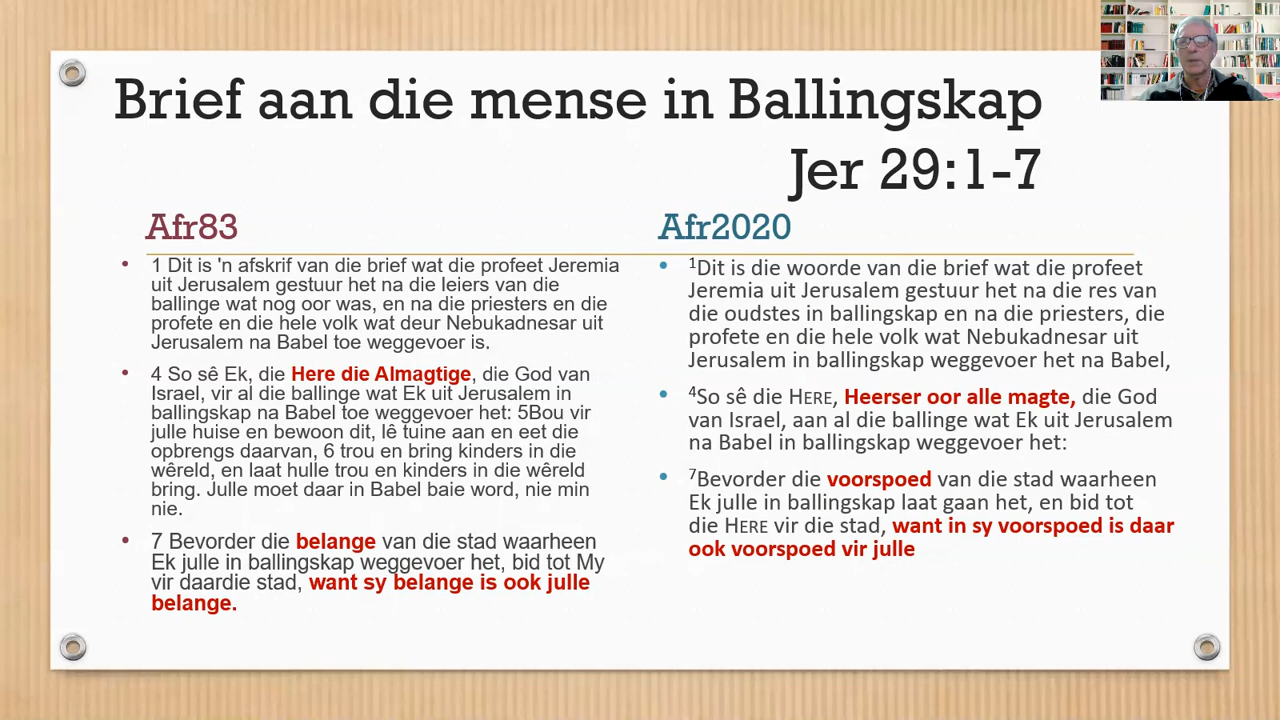 Brief aan die mense in Ballingskap
Jer 29:1-7
Afr83
• 1 Dit is 'n afskrif van die brief wat die profeet Jeremia
uit Jerusalem gestuur het na die leiers van die
ballinge wat nog oor was, en na die priesters en die
profete en die hele volk wat deur Nebukadnesar uit
Jerusalem na Babel toe weggevoer is.
• 4 So sê Ek, die Here die Almagtige, die God van
Israel, vir al die ballinge wat Ek uit Jerusalem in
ballingskap na Babel toe weggevoer het: 5Bou vir
julle huise en bewoon dit, lê tuine aan en eet die
opbrengs daarvan, 6 trou en bring kinders in die
wêreld, en laat hulle trou en kinders in die wêreld
bring. Julle moet daar in Babel baie word, nie min
nie.
• 7 Bevorder die belange van die stad waarheen
Ek julle in ballingskap weggevoer het, bid tot My
vir daardie stad, want sy belange is ook julle
belange.
Afr2020
• ¹Dit is die woorde van die brief wat die profeet
Jeremia uit Jerusalem gestuur het na die res van
die oudstes in ballingskap en na die priesters, die
profete en die hele volk wat Nebukadnesar uit
Jerusalem in ballingskap weggevoer het na Babel,
• ⁴So sê die HERE, Heerser oor alle magte, die God
van Israel, aan al die ballinge wat Ek uit Jerusalem
na Babel in ballingskap weggevoer het:
• ⁷Bevorder die voorspoed van die stad waarheen
Ek julle in ballingskap laat gaan het, en bid tot
die HERE vir die stad, want in sy voorspoed is daar
ook voorspoed vir julle